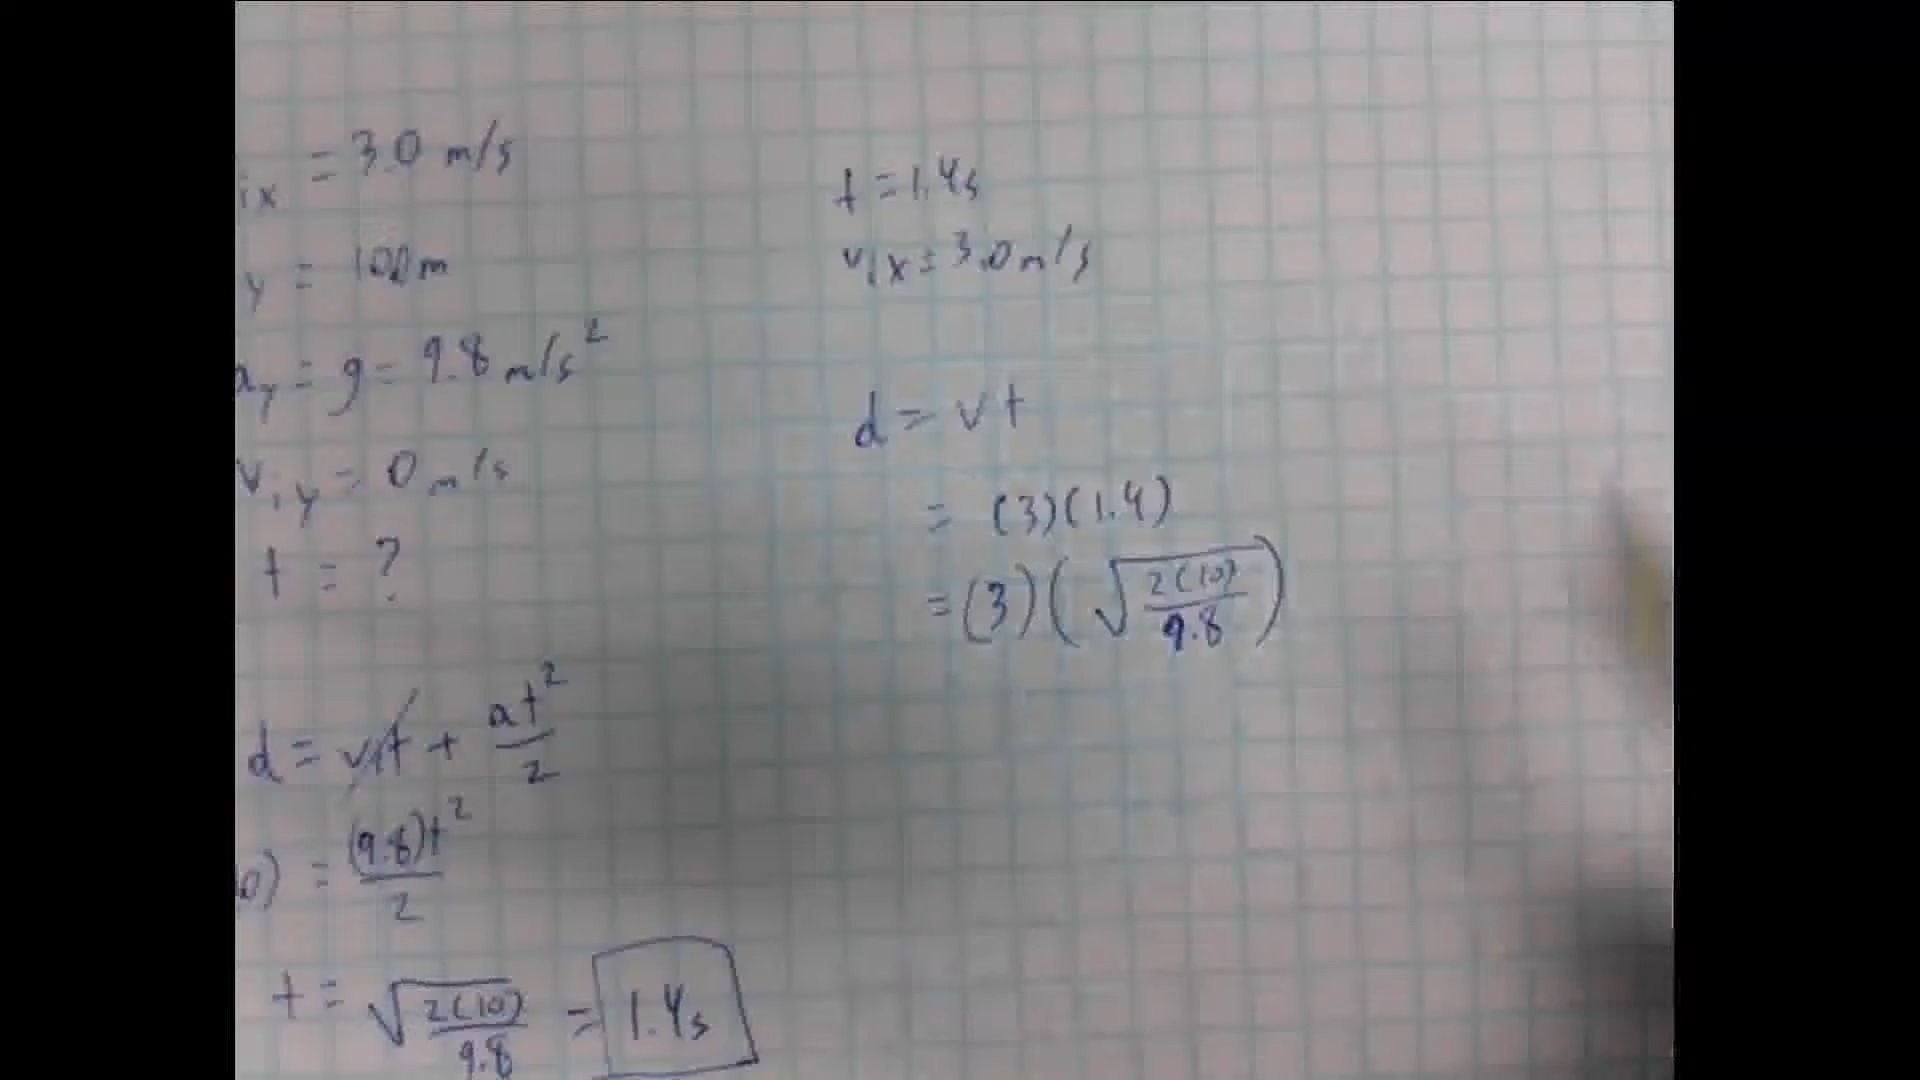 ix = 3.0 m/s
y = 10.0 m
ay = g = 9.8 m/s²
viy = 0 m/s
t = ?
d = vit + at²/2
0) = (9.8)t²/2
t = √(2(10)/9.8) = 1.4s
t = 1.4s
vix = 3.0 m/s
d = vt
= (3)(1.4)
= (3)(√(2(10)/9.8))